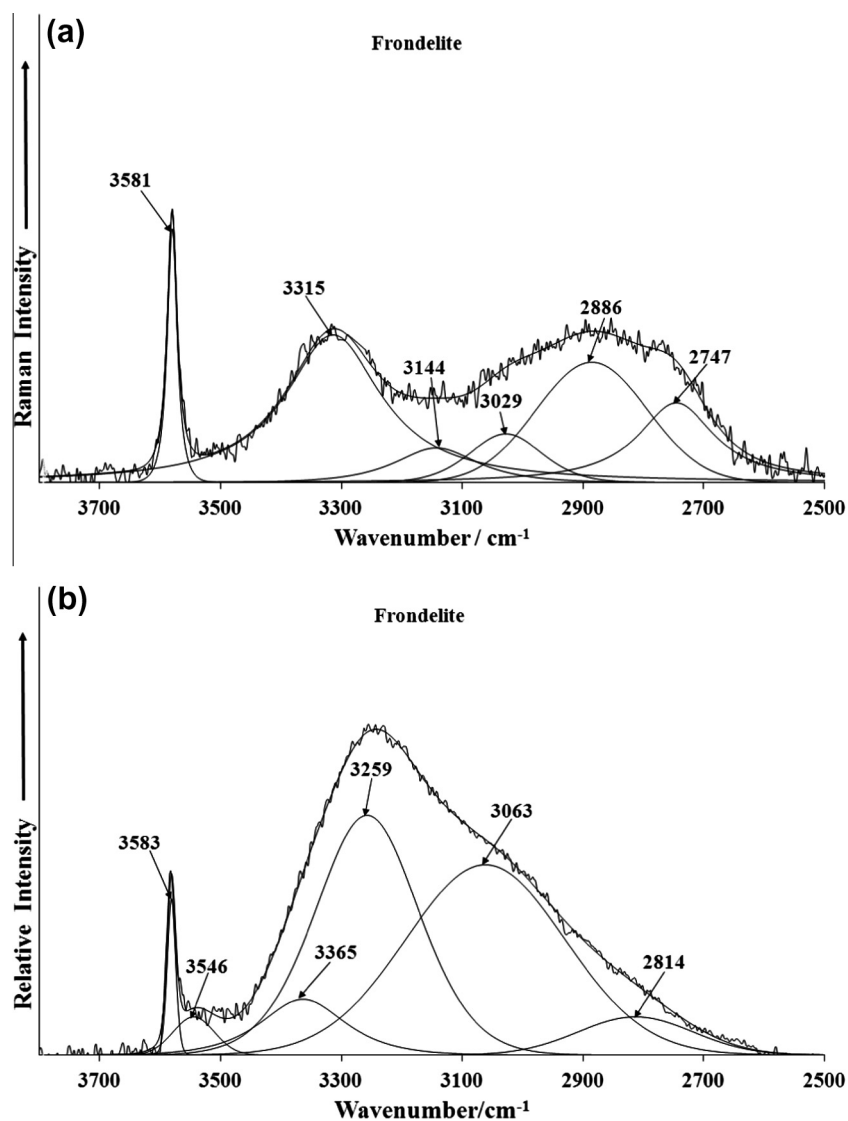 (a)
Frondelite
3581
3315
3144
3029
2886
2747
Raman Intensity
3700 3500 3300 3100 2900 2700 2500
Wavenumber / cm-1
(b)
Frondelite
3583
3546
3365
3259
3063
2814
Relative Intensity
3700 3500 3300 3100 2900 2700 2500
Wavenumber/cm-1